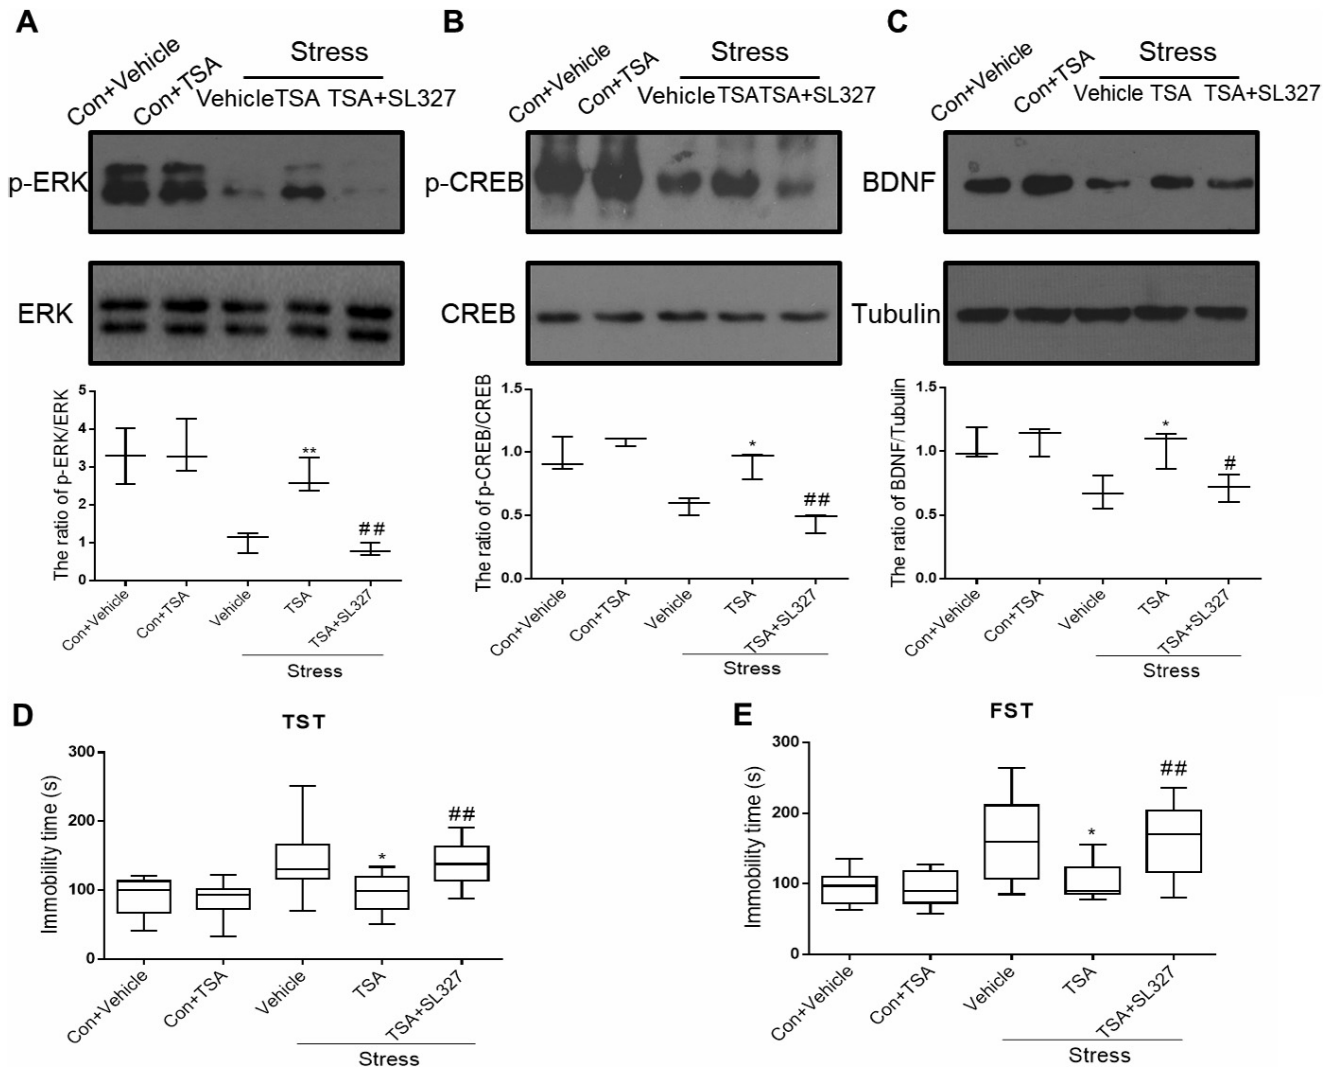 A
Con+Vehicle
Con+TSA
Stress
Vehicle TSA TSA+SL327
p-ERK
ERK
The ratio of p-ERK/ERK
5
4
3
2
1
0
**
##
Con+Vehicle
Con+TSA
Vehicle
TSA
TSA+SL327
Stress
B
Con+Vehicle
Con+TSA
Stress
Vehicle TSA TSA+SL327
p-CREB
CREB
The ratio of p-CREB/CREB
1.5
1.0
0.5
0.0
*
##
Con+Vehicle
Con+TSA
Vehicle
TSA
TSA+SL327
Stress
C
Con+Vehicle
Con+TSA
Stress
Vehicle TSA TSA+SL327
BDNF
Tubulin
The ratio of BDNF/Tubulin
1.5
1.0
0.5
0.0
*
#
Con+Vehicle
Con+TSA
Vehicle
TSA
TSA+SL327
Stress
D
TST
Immobility time (s)
300
200
100
0
*
##
Con+Vehicle
Con+TSA
Vehicle
TSA
TSA+SL327
Stress
E
FST
Immobility time (s)
300
200
100
0
*
##
Con+Vehicle
Con+TSA
Vehicle
TSA
TSA+SL327
Stress